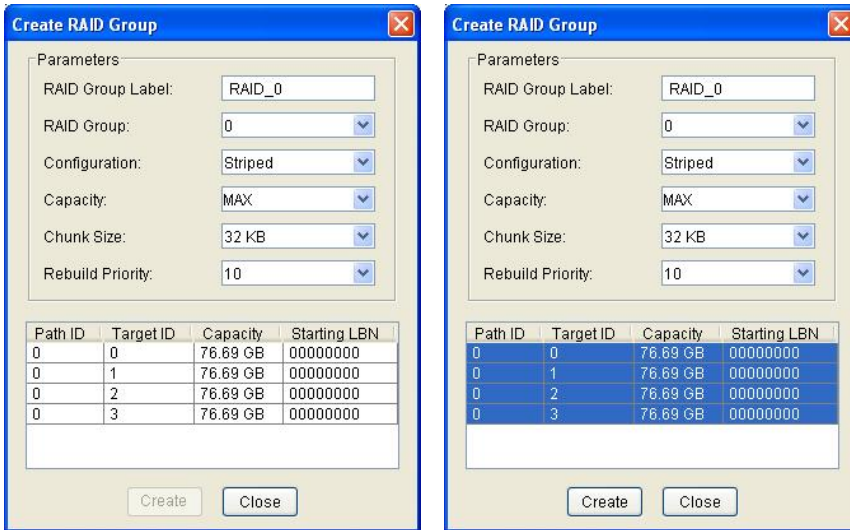 Create RAID Group
Parameters
RAID Group Label: RAID_0
RAID Group: 0
Configuration: Striped
Capacity: MAX
Chunk Size: 32 KB
Rebuild Priority: 10
Path ID Target ID Capacity Starting LBN
0 0 76.69 GB 00000000
0 1 76.69 GB 00000000
0 2 76.69 GB 00000000
0 3 76.69 GB 00000000
Create Close
Create RAID Group
Parameters
RAID Group Label: RAID_0
RAID Group: 0
Configuration: Striped
Capacity: MAX
Chunk Size: 32 KB
Rebuild Priority: 10
Path ID Target ID Capacity Starting LBN
0 0 76.69 GB 00000000
0 1 76.69 GB 00000000
0 2 76.69 GB 00000000
0 3 76.69 GB 00000000
Create Close